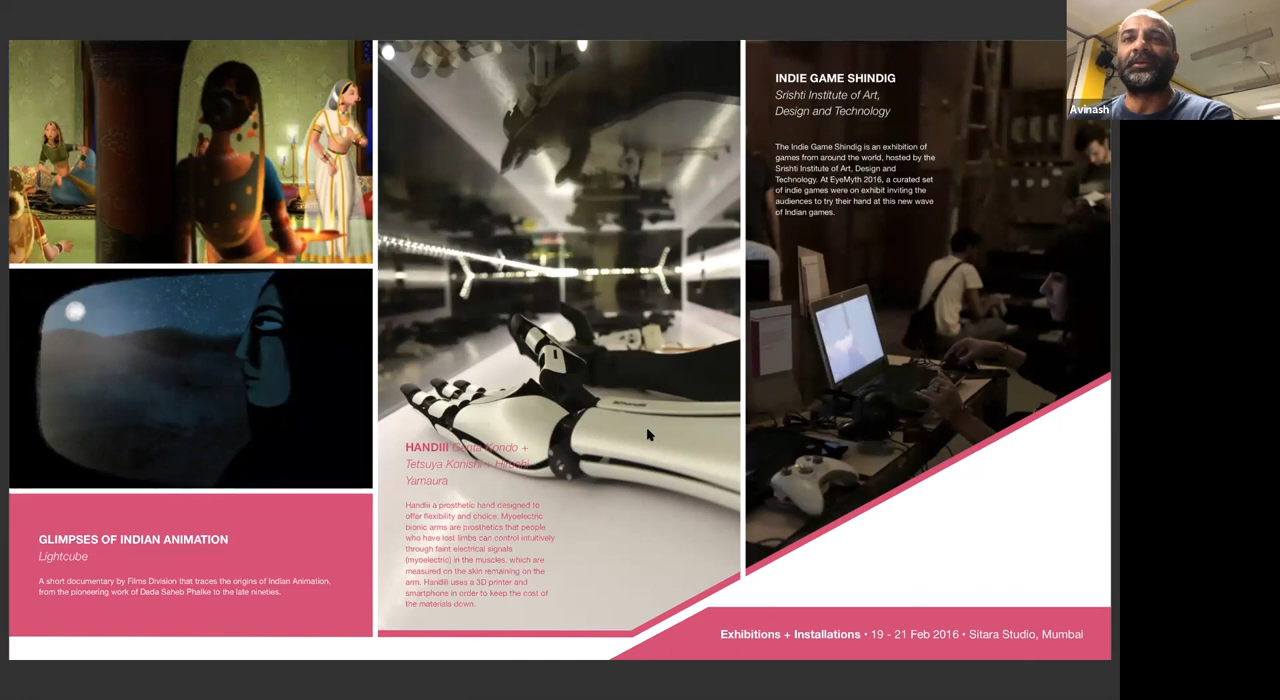 GLIMPSES OF INDIAN ANIMATION
Lightcube
A short documentary by Films Division that traces the origins of Indian Animation,
from the pioneering work of Dada Saheb Phalke to the late nineties.
HANDIII Genta Kondo +
Tetsuya Konishi + Hiroshi
Yamaura
Handiii a prosthetic hand designed to
offer flexibility and choice. Myoelectric
bionic arms are prosthetics that people
who have lost limbs can control intuitively
through faint electrical signals
(myoelectric) in the muscles, which are
measured on the skin remaining on the
arm. Handiii uses a 3D printer and
smartphone in order to keep the cost of
the materials down.
INDIE GAME SHINDIG
Srishti Institute of Art,
Design and Technology
The Indie Game Shindig is an exhibition of
games from around the world, hosted by the
Srishti Institute of Art, Design and
Technology. At EyeMyth 2016, a curated set
of indie games were on exhibit inviting the
audiences to try their hand at this new wave
of Indian games.
Exhibitions + Installations • 19 - 21 Feb 2016 • Sitara Studio, Mumbai
Avinash